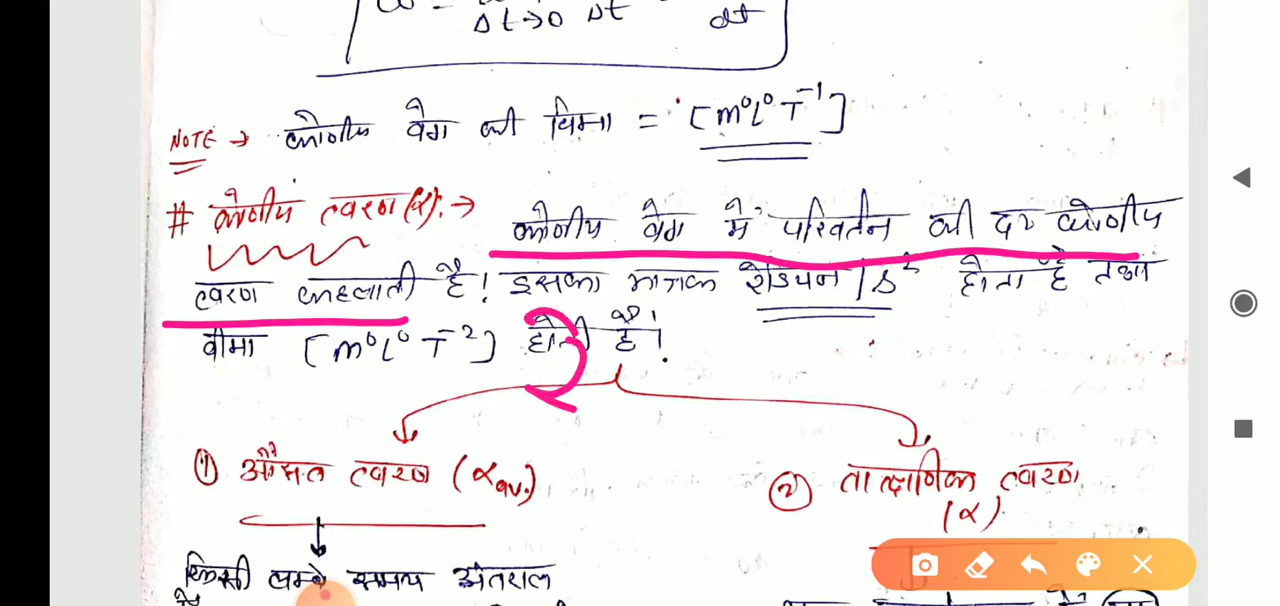 Δt→0 Δt dt
NOTE → कोणीय वेग की विमा = [M⁰L⁰T⁻¹]
# कोणीय त्वरण(α):→ कोणीय वेग में परिवर्तन की दर कोणीय
त्वरण कहलाती है! इसका मात्रक रेडियन/s² होता है तथा
वीमा [M⁰L⁰T⁻²] होती है!
① औसत त्वरण (αav.)
② तात्क्षणिक त्वरण
(α)
किसी लम्बे समय अंतराल